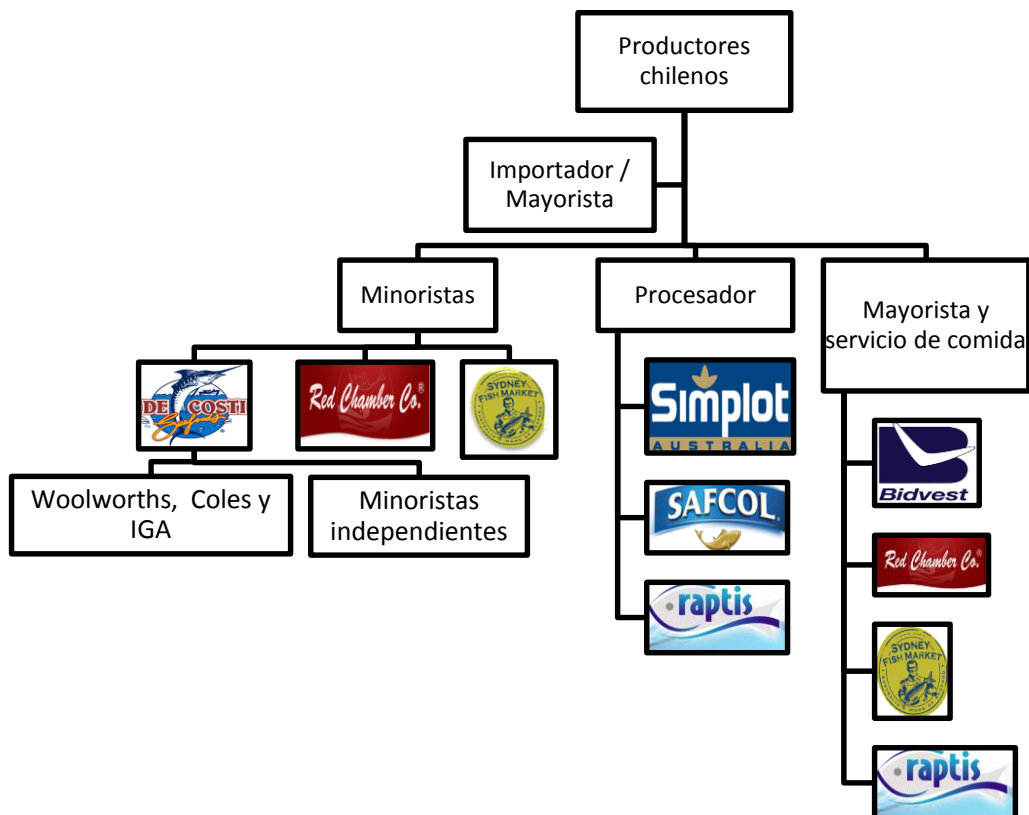 Productores
chilenos
Importador /
Mayorista
Minoristas
Procesador
Mayorista y
servicio de comida
DE COSTI
Seafoods
Red Chamber Co.®
SYDNEY
FISH MARKET
Simplot
AUSTRALIA
Bidvest
Woolworths, Coles y
IGA
Minoristas
independientes
SAFCOL
Red Chamber Co.®
raptis
SYDNEY
FISH MARKET
raptis